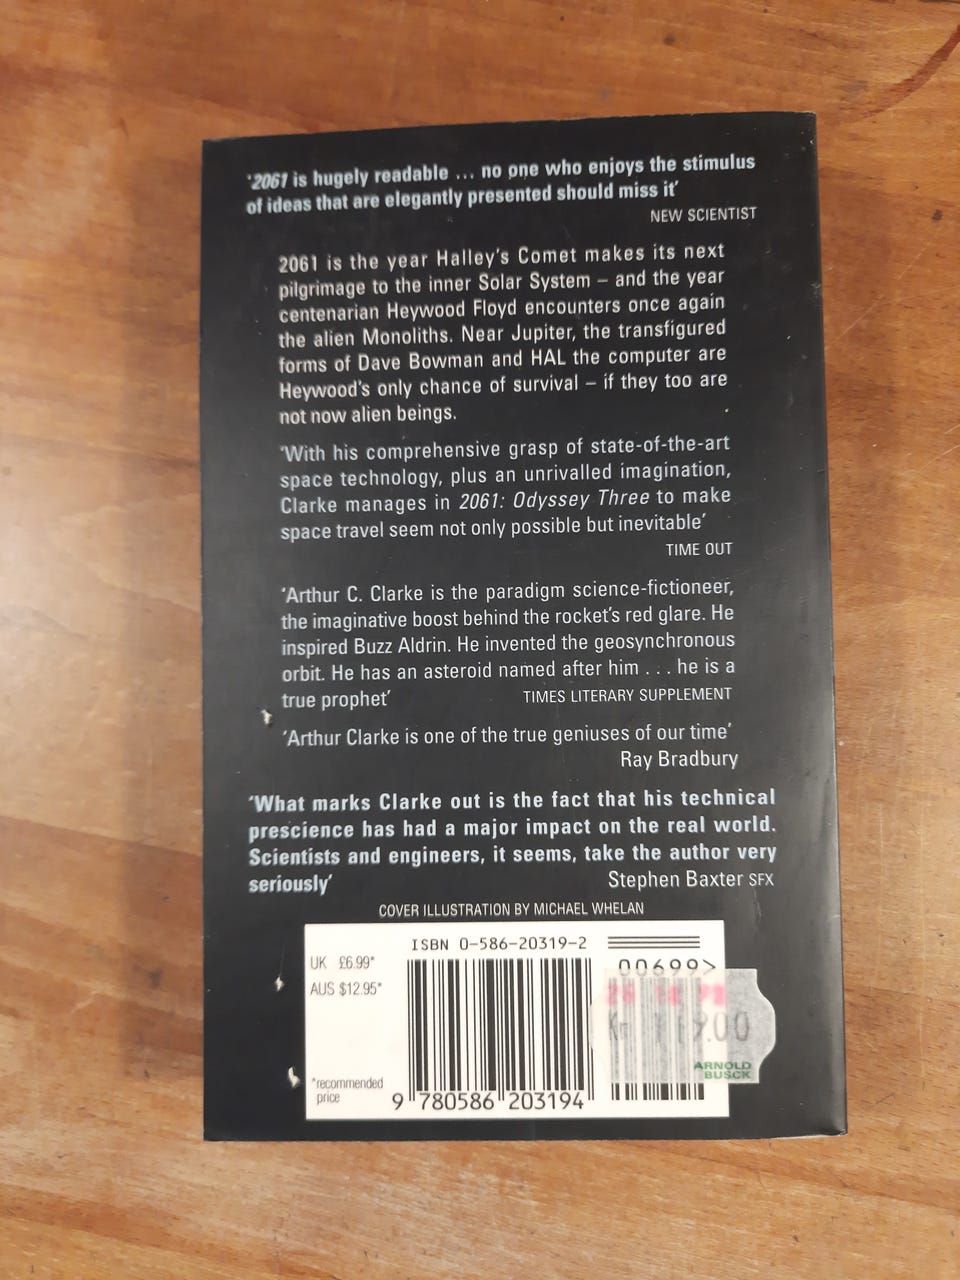 '2061 is hugely readable ... no one who enjoys the stimulus
of ideas that are elegantly presented should miss it'
NEW SCIENTIST
2061 is the year Halley's Comet makes its next
pilgrimage to the inner Solar System – and the year
centenarian Heywood Floyd encounters once again
the alien Monoliths. Near Jupiter, the transfigured
forms of Dave Bowman and HAL the computer are
Heywood's only chance of survival – if they too are
not now alien beings.
'With his comprehensive grasp of state-of-the-art
space technology, plus an unrivalled imagination,
Clarke manages in 2061: Odyssey Three to make
space travel seem not only possible but inevitable'
TIME OUT
'Arthur C. Clarke is the paradigm science-fictioneer,
the imaginative boost behind the rocket's red glare. He
inspired Buzz Aldrin. He invented the geosynchronous
orbit. He has an asteroid named after him . . . he is a
true prophet' TIMES LITERARY SUPPLEMENT
'Arthur Clarke is one of the true geniuses of our time'
Ray Bradbury
'What marks Clarke out is the fact that his technical
prescience has had a major impact on the real world.
Scientists and engineers, it seems, take the author very
seriously' Stephen Baxter SFX
COVER ILLUSTRATION BY MICHAEL WHELAN
ISBN 0-586-20319-2
UK £6.99*
00699>
AUS $12.95*
ARNOLD
BUSCK
*recommended
price
9 780586 203194